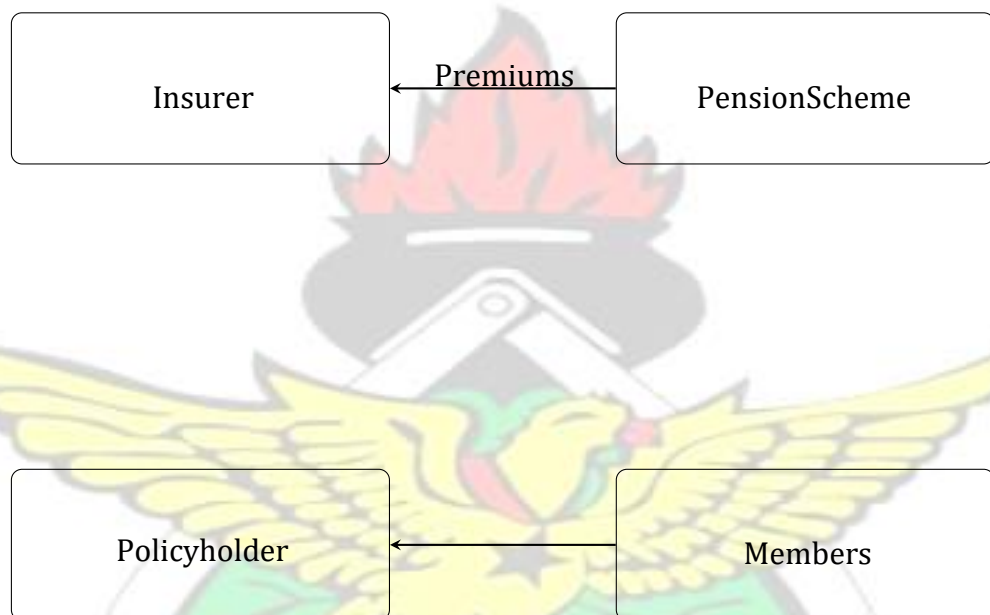 Premiums
Insurer
PensionScheme
Policyholder
Members